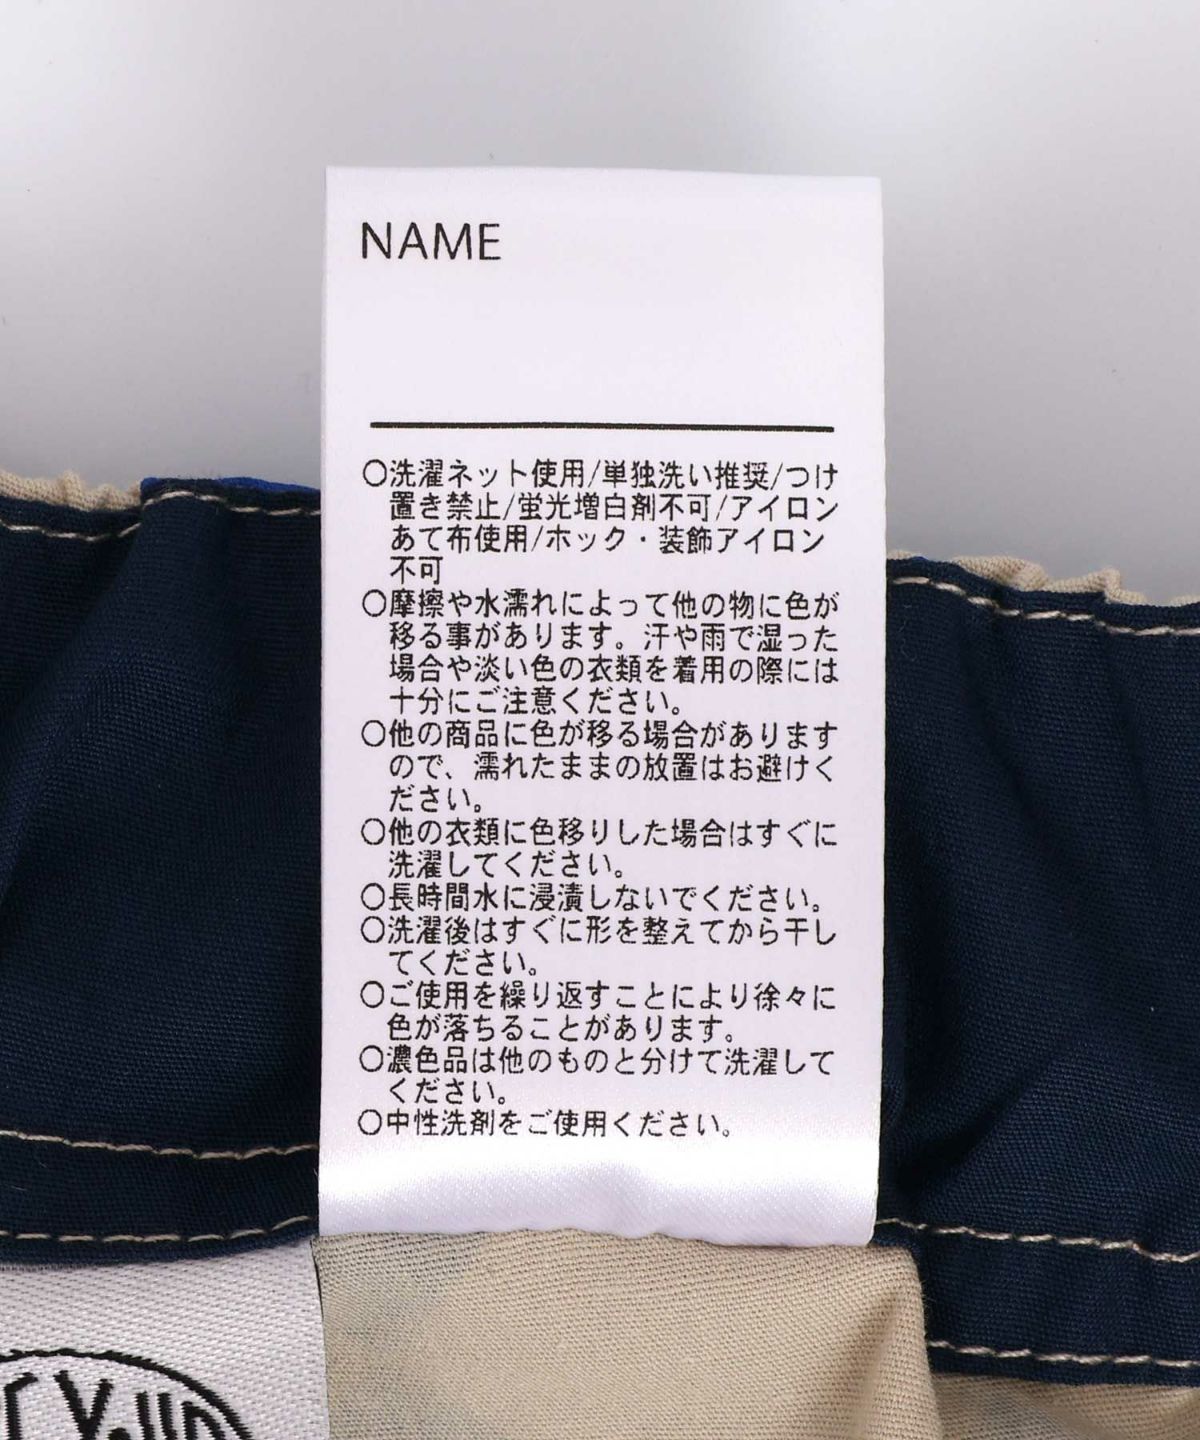 NAME
○洗濯ネット使用/単独洗い推奨/つけ
置き禁止/蛍光増白剤不可/アイロン
あて布使用/ホック・装飾アイロン
不可
○摩擦や水濡れによって他の物に色が
移る事があります。汗や雨で湿った
場合や淡い色の衣類を着用の際には
十分にご注意ください。
○他の商品に色が移る場合があります
ので、濡れたままの放置はお避けく
ださい。
○他の衣類に色移りした場合はすぐに
洗濯してください。
○長時間水に浸漬しないでください。
○洗濯後はすぐに形を整えてから干し
てください。
○ご使用を繰り返すことにより徐々に
色が落ちることがあります。
○濃色品は他のものと分けて洗濯して
ください。
○中性洗剤をご使用ください。